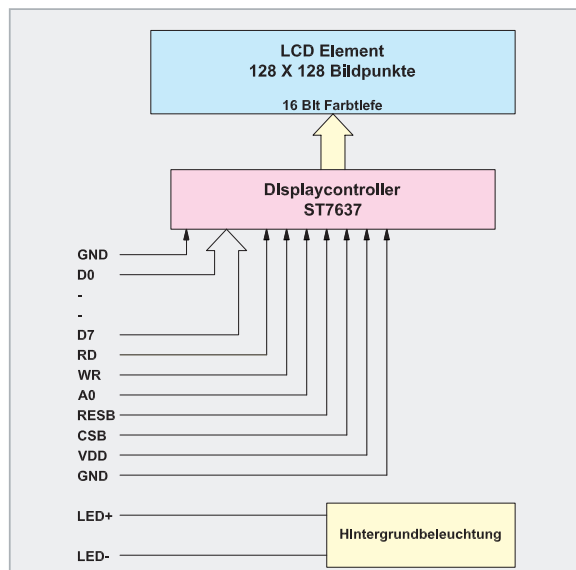 LCD Element
128 X 128 Bildpunkte
16 BIt Farbtlefe
DIsplaycontroller
ST7637
GND
D0
-
-
D7
RD
WR
A0
RESB
CSB
VDD
GND
LED+
LED-
HIntergrundbeleuchtung